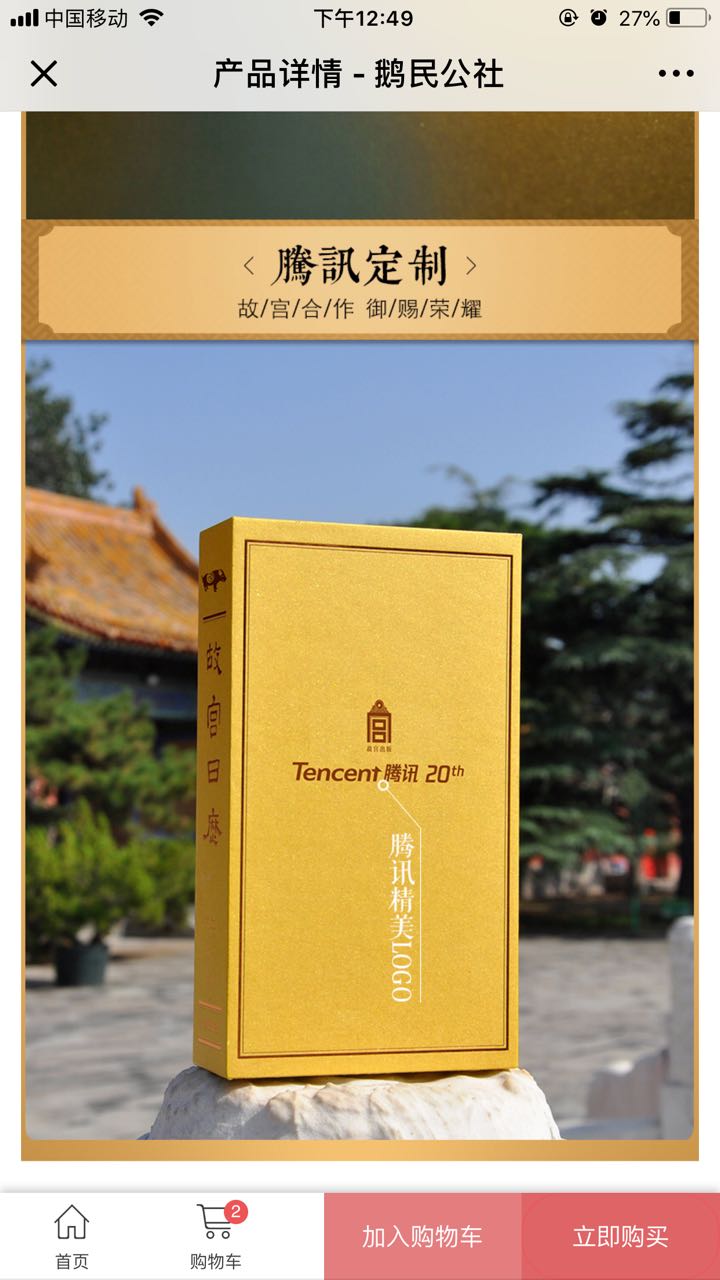 中国移动
下午12:49
27%
产品详情 - 鹅民公社
腾訊定制
故/宫/合/作 御/赐/荣/耀
故宫日历
故宫出版
Tencent腾讯 20th
腾讯精美LOGO
首页
购物车
2
加入购物车
立即购买